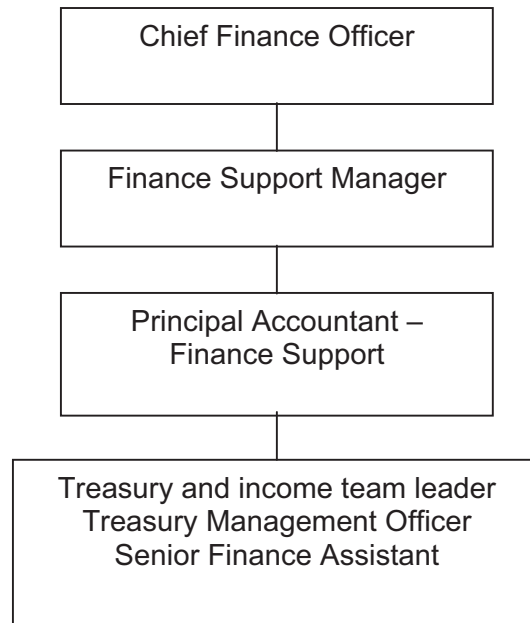 Chief Finance Officer
Finance Support Manager
Principal Accountant –
Finance Support
Treasury and income team leader
Treasury Management Officer
Senior Finance Assistant